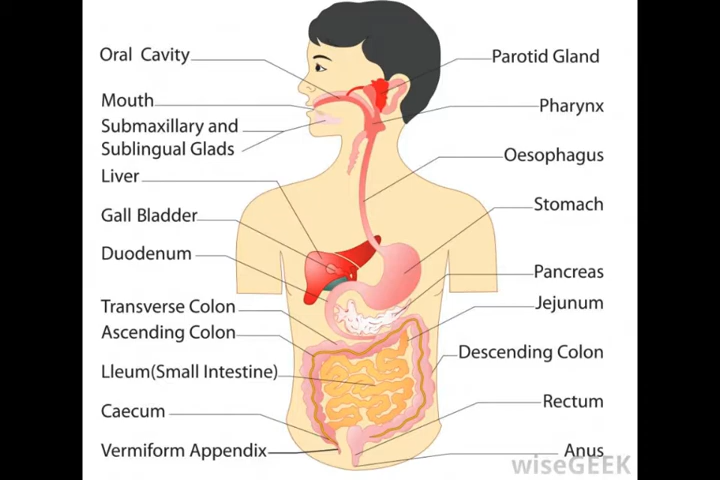 Oral Cavity
Mouth
Submaxillary and
Sublingual Glads
Liver
Gall Bladder
Duodenum
Transverse Colon
Ascending Colon
Lleum(Small Intestine)
Caecum
Vermiform Appendix
Parotid Gland
Pharynx
Oesophagus
Stomach
Pancreas
Jejunum
Descending Colon
Rectum
Anus
wiseGEEK